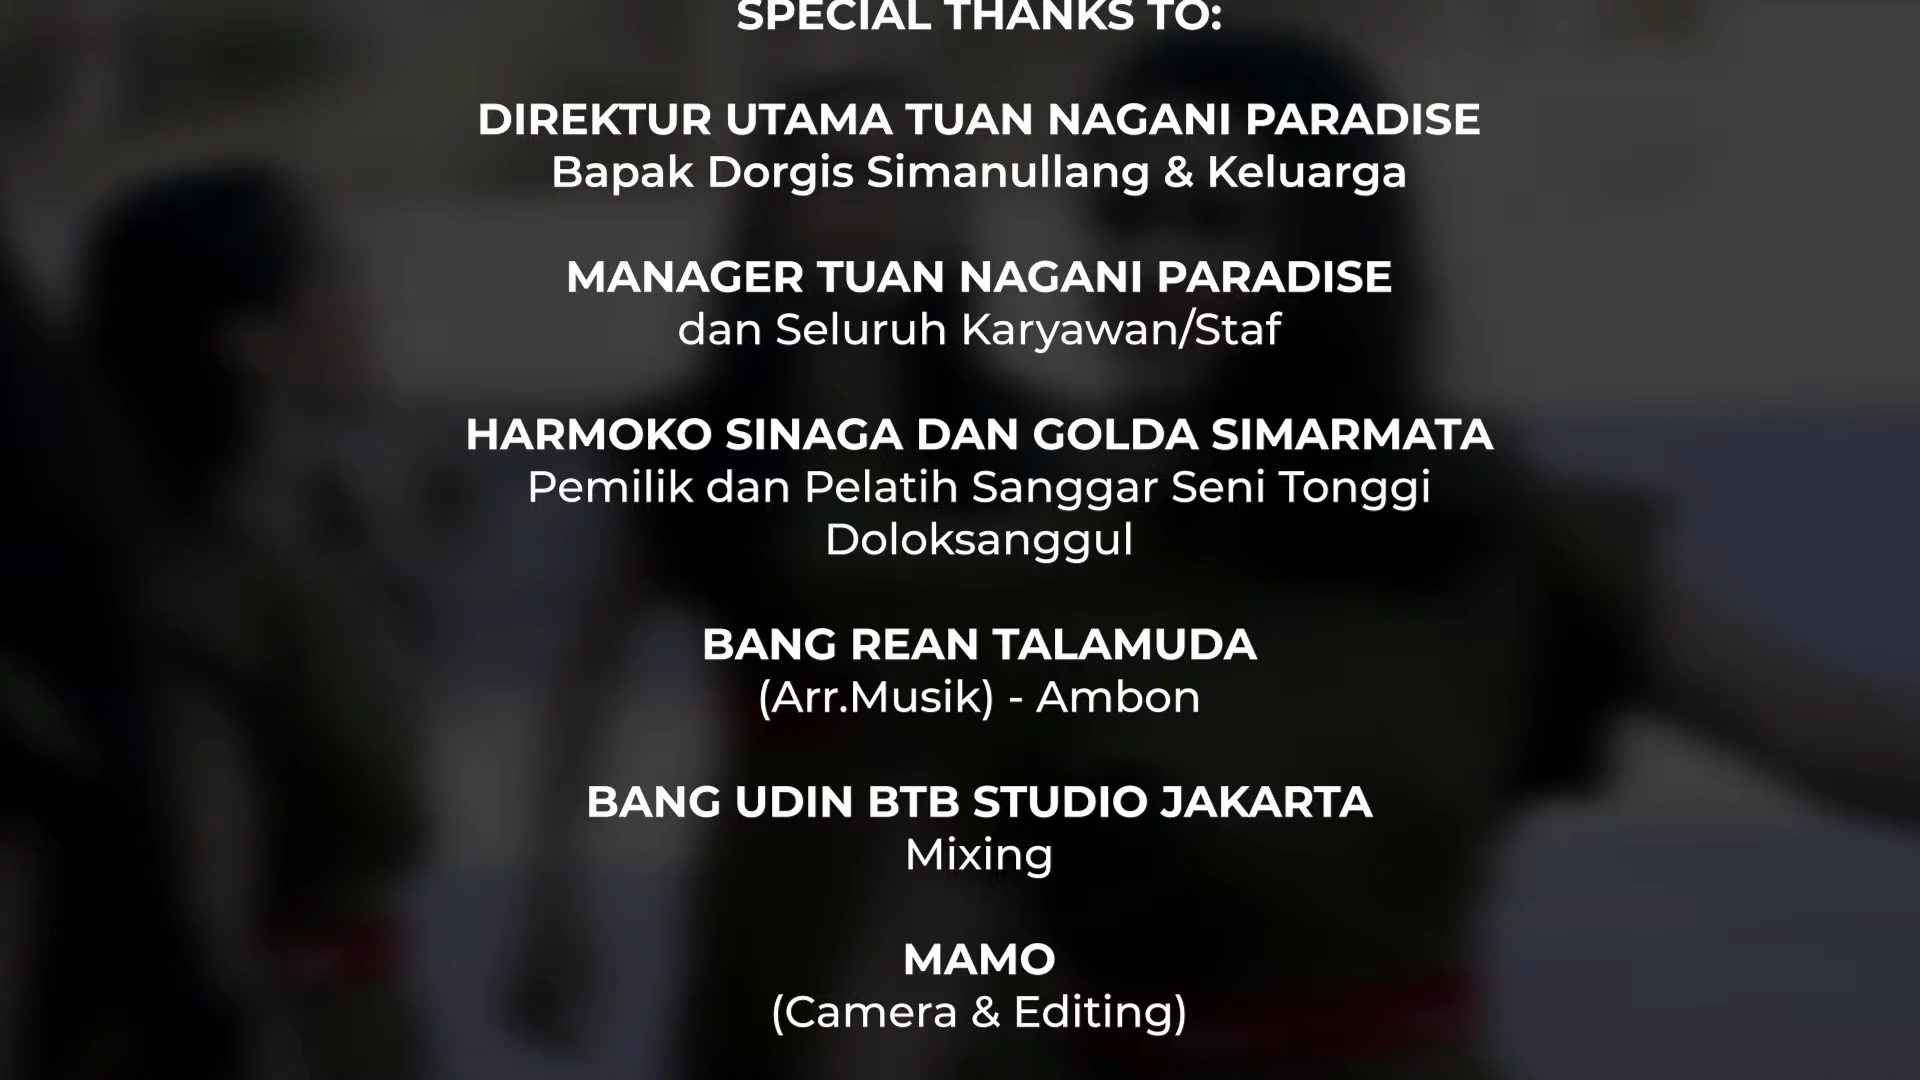 SPECIAL THANKS TO:
DIREKTUR UTAMA TUAN NAGANI PARADISE
Bapak Dorgis Simanullang & Keluarga
MANAGER TUAN NAGANI PARADISE
dan Seluruh Karyawan/Staf
HARMOKO SINAGA DAN GOLDA SIMARMATA
Pemilik dan Pelatih Sanggar Seni Tonggi
Doloksanggul
BANG REAN TALAMUDA
(Arr.Musik) - Ambon
BANG UDIN BTB STUDIO JAKARTA
Mixing
MAMO
(Camera & Editing)